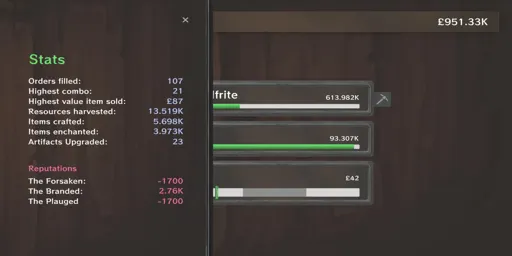 £951.33K
×
Stats
Orders filled: 107
Highest combo: 21
Highest value item sold: £87
Resources harvested: 13.519K
Items crafted: 5.698K
Items enchanted: 3.973K
Artifacts Upgraded: 23
Reputations
The Forsaken: -1700
The Branded: 2.76K
The Plauged -1700
lfrite
613.982K
93.307K
£42